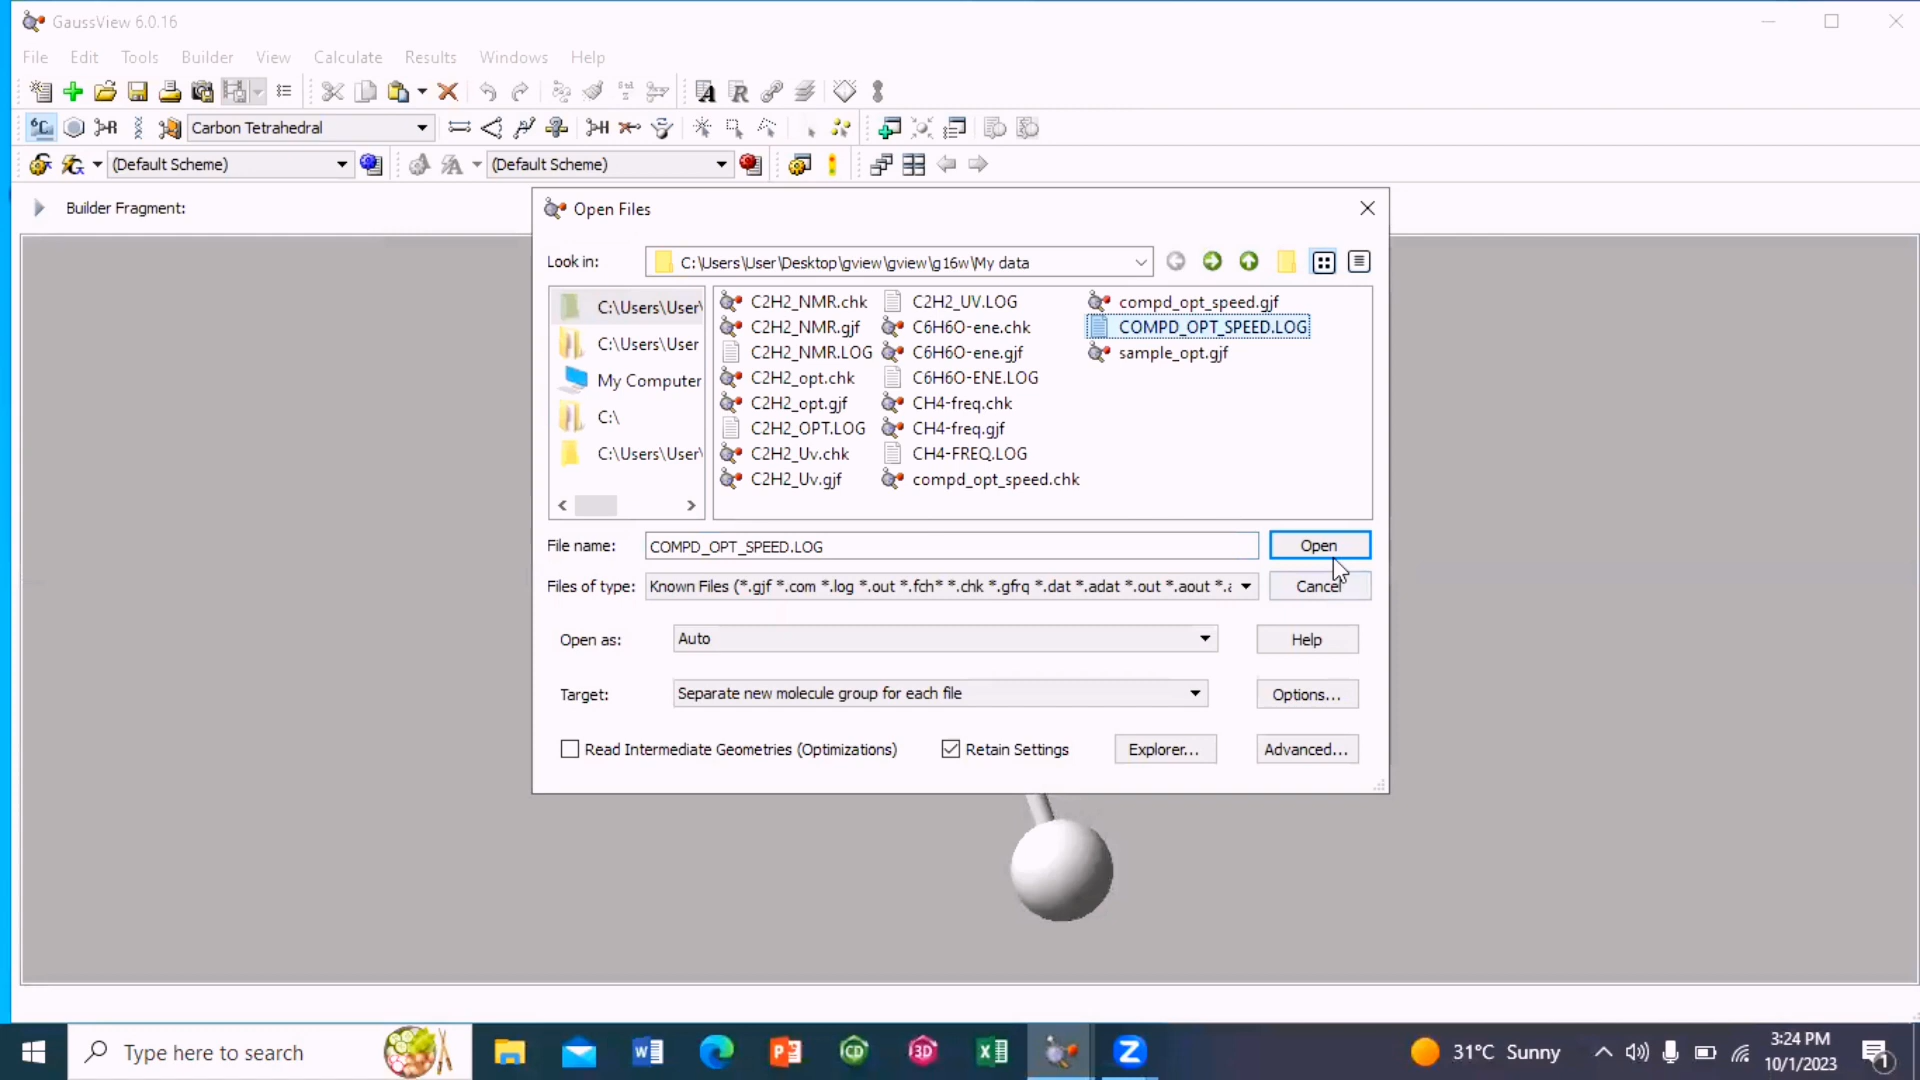 GaussView 6.0.16
File Edit Tools Builder View Calculate Results Windows Help
Carbon Tetrahedral
(Default Scheme) (Default Scheme)
Builder Fragment:
Open Files
Look in: C:\Users\User\Desktop\gview\gview\g16w\My data
C:\Users\User\
C:\Users\User
My Computer
C:\
C:\Users\User\
C2H2_NMR.chk
C2H2_NMR.gjf
C2H2_NMR.LOG
C2H2_opt.chk
C2H2_opt.gjf
C2H2_OPT.LOG
C2H2_Uv.chk
C2H2_Uv.gjf
C2H2_UV.LOG
C6H6O-ene.chk
C6H6O-ene.gjf
C6H6O-ENE.LOG
CH4-freq.chk
CH4-freq.gjf
CH4-FREQ.LOG
compd_opt_speed.chk
compd_opt_speed.gjf
COMPD_OPT_SPEED.LOG
sample_opt.gjf
File name: COMPD_OPT_SPEED.LOG Open
Files of type: Known Files (*.gjf *.com *.log *.out *.fch* *.chk *.gfrq *.dat *.adat *.out *.aout *. Cancel
Open as: Auto Help
Target: Separate new molecule group for each file Options...
Read Intermediate Geometries (Optimizations) Retain Settings Explorer... Advanced...
Type here to search
31°C Sunny
3:24 PM
10/1/2023
1